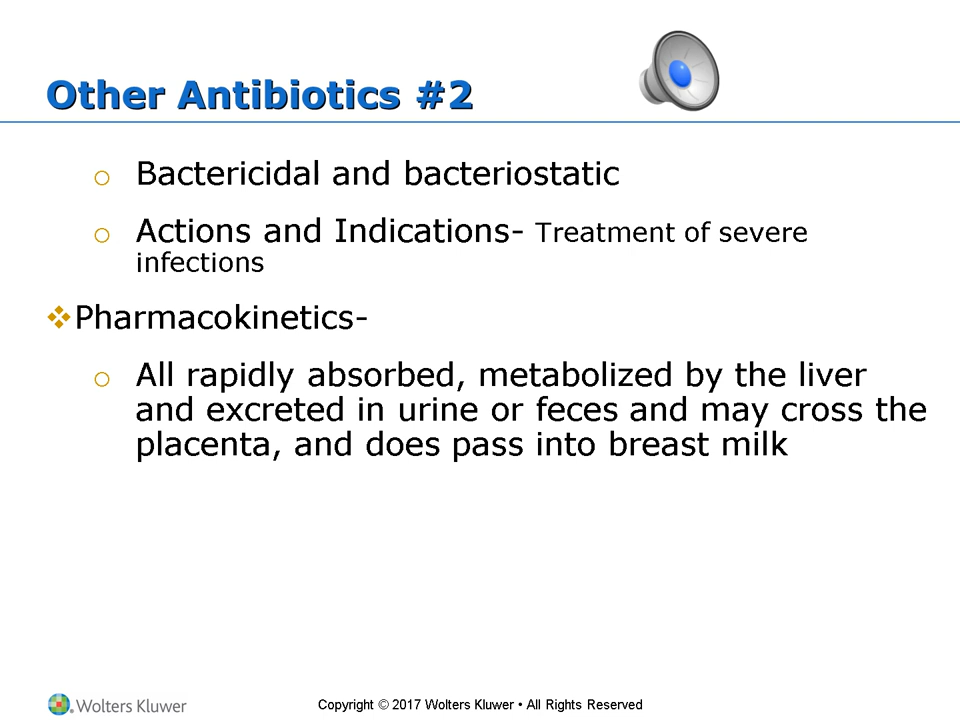 Other Antibiotics #2
o Bactericidal and bacteriostatic
o Actions and Indications- Treatment of severe
infections
❖Pharmacokinetics-
o All rapidly absorbed, metabolized by the liver
and excreted in urine or feces and may cross the
placenta, and does pass into breast milk
Wolters Kluwer
Copyright © 2017 Wolters Kluwer • All Rights Reserved